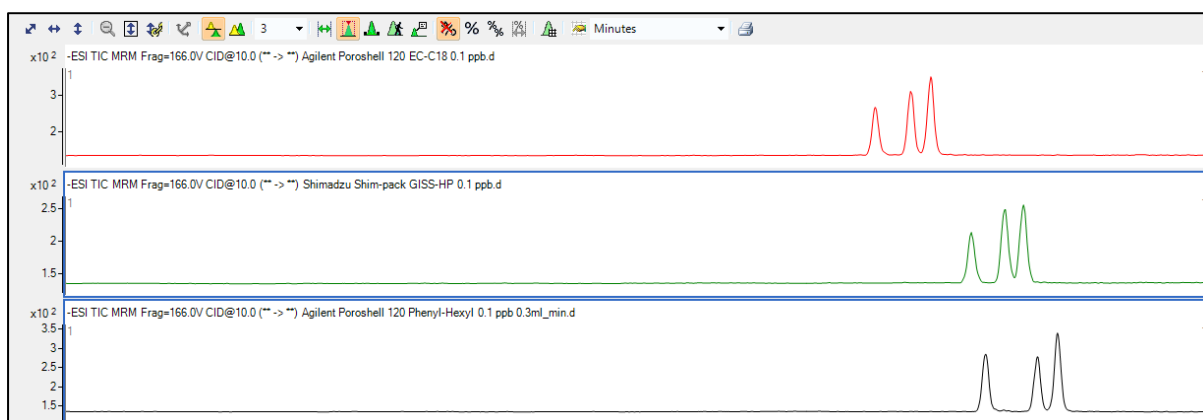 3 Minutes
x10 2 -ESI TIC MRM Frag=166.0V CID@10.0 (** -> **) Agilent Poroshell 120 EC-C18 0.1 ppb.d
1
3
2
x10 2 -ESI TIC MRM Frag=166.0V CID@10.0 (** -> **) Shimadzu Shim-pack GISS-HP 0.1 ppb.d
2.5 1
2
1.5
x10 2 -ESI TIC MRM Frag=166.0V CID@10.0 (** -> **) Agilent Poroshell 120 Phenyl-Hexyl 0.1 ppb 0.3ml_min.d
3.5 1
3
2.5
2
1.5